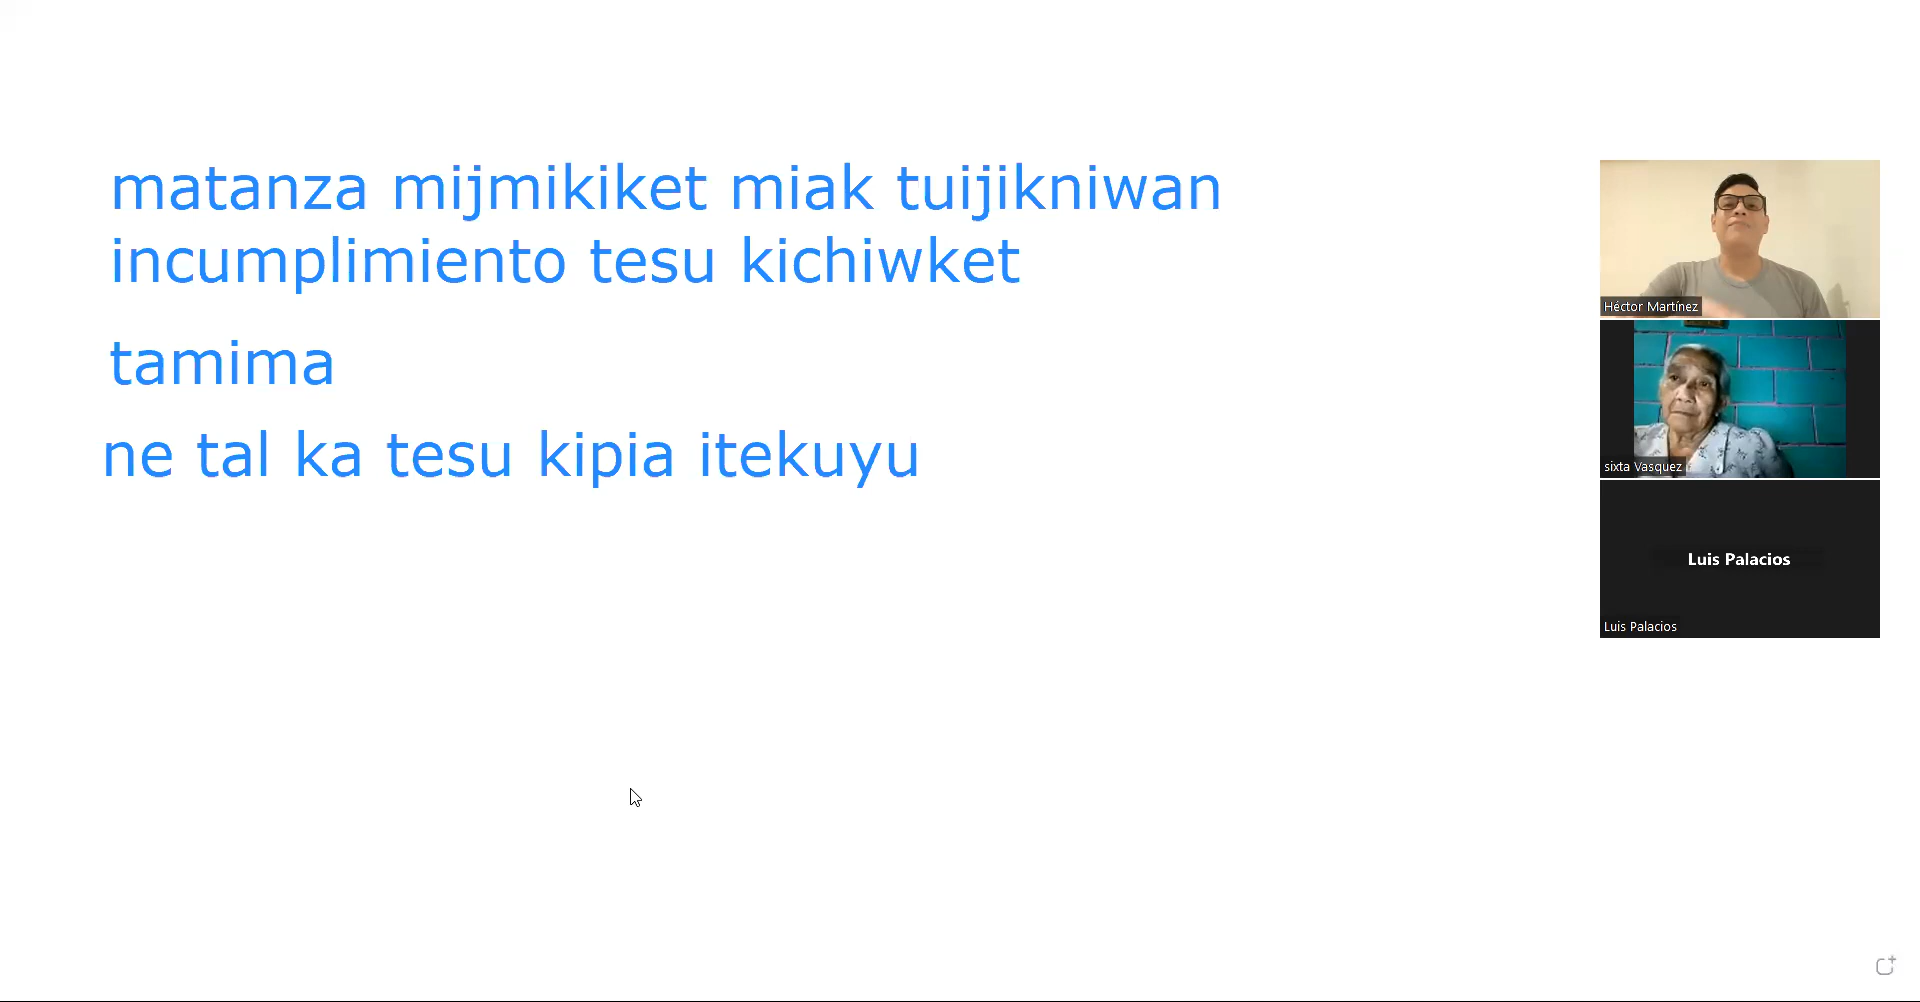 matanza mijmikiket miak tuijikniwan
incumplimiento tesu kichiwket
tamima
ne tal ka tesu kipia itekuyu
Héctor Martínez
sixta Vasquez
Luis Palacios
Luis Palacios